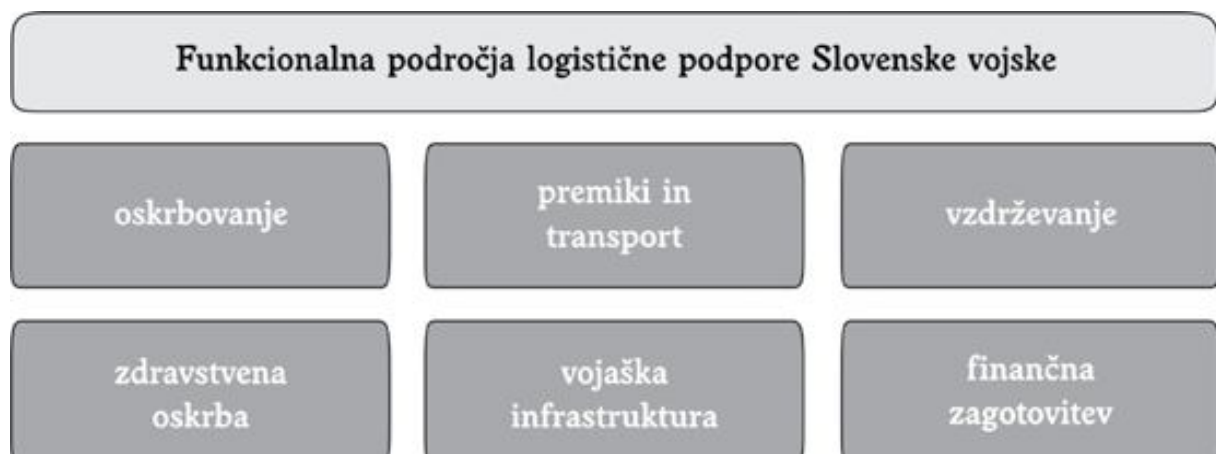 Funkcionalna področja logistične podpore Slovenske vojske
oskrbovanje
premiki in
transport
vzdrževanje
zdravstvena
oskrba
vojaška
infrastruktura
finančna
zagotovitev